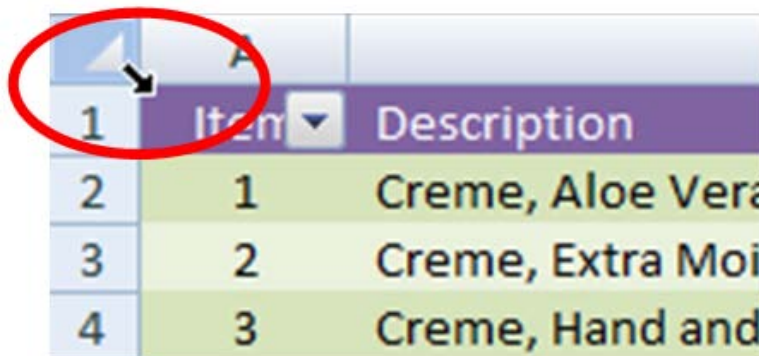 A
1 Item Description
2 1 Creme, Aloe Vera
3 2 Creme, Extra Moi
4 3 Creme, Hand and